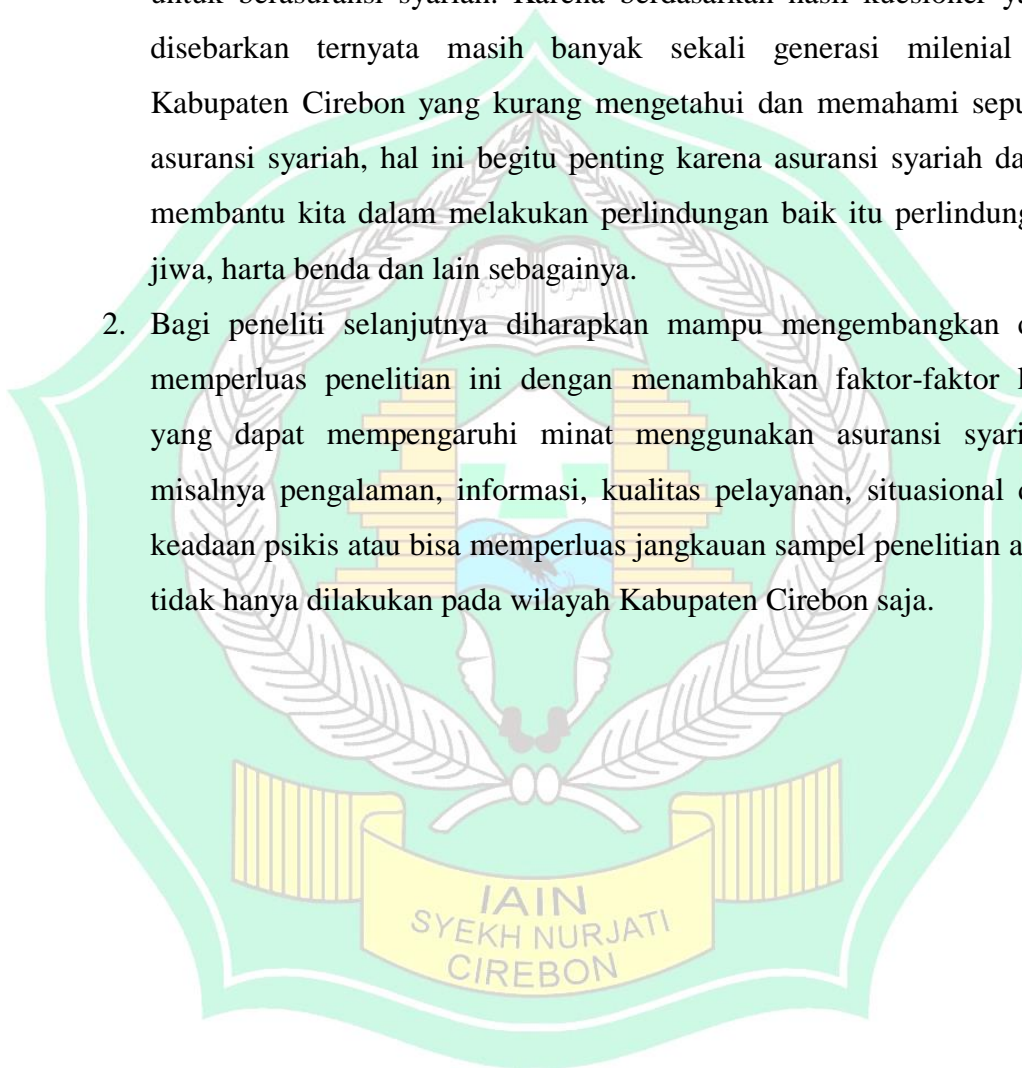 untuk berasuransi syariah. Karena berdasarkan hasil kuesioner
disebarkan ternyata masih banyak sekali generasi milenial
Kabupaten Cirebon yang kurang mengetahui dan memahami
asuransi syariah, hal ini begitu penting karena asuransi syariah
membantu kita dalam melakukan perlindungan baik itu
jiwa, harta benda dan lain sebagainya.
2. Bagi peneliti selanjutnya diharapkan mampu mengembangkan
memperluas penelitian ini dengan menambahkan faktor-faktor
yang dapat mempengaruhi minat menggunakan asuransi
misalnya pengalaman, informasi, kualitas pelayanan, situasional
keadaan psikis atau bisa memperluas jangkauan sampel penelitian
tidak hanya dilakukan pada wilayah Kabupaten Cirebon saja.
IAIN
SYEKH NURJATI
CIREBON